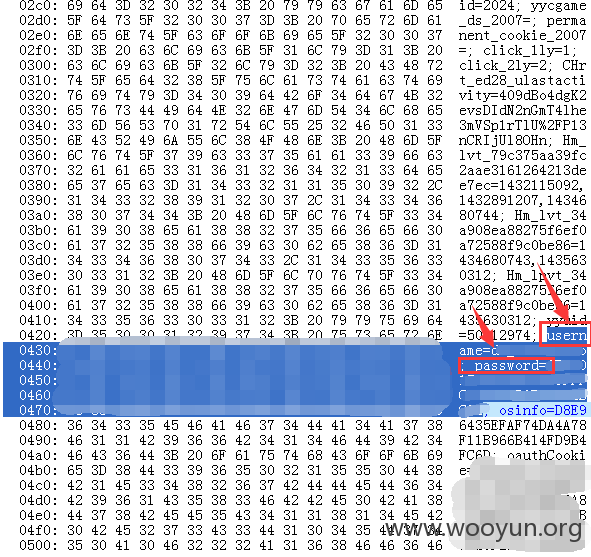 02c0: 69 64 3D 32 30 32 34 3B 20 79 79 63 67 61 6D 65 id=2024; yycgame
02d0: 5F 64 73 5F 32 30 30 37 3D 3B 20 70 65 72 6D 61 _ds_2007=; perma
02e0: 6E 65 6E 74 5F 63 6F 6F 6B 69 65 5F 32 30 30 37 nent_cookie_2007
02f0: 3D 3B 20 63 6C 69 63 6B 5F 31 6C 79 3D 31 3B 20 =; click_1ly=1;
0300: 63 6C 69 63 6B 5F 32 6C 79 3D 32 3B 20 43 48 72 click_2ly=2; CHr
0310: 74 5F 65 64 32 38 5F 75 6C 61 73 74 61 63 74 69 t_ed28_ulastacti
0320: 76 69 74 79 3D 34 30 39 64 42 6F 34 64 67 4B 32 vity=409dBo4dgK2
0330: 65 76 73 44 49 64 4E 32 6E 47 6D 54 34 6C 68 65 evsDIdN2nGmT4lhe
0340: 33 6D 56 53 70 31 72 54 6C 55 25 32 46 50 31 33 3mVSp1rTlU%2FP13
0350: 6E 43 52 49 6A 55 6C 38 4F 48 6E 3B 20 48 6D 5F nCRIjUl8OHn; Hm_
0360: 6C 76 74 5F 37 39 63 33 37 35 61 61 33 39 66 63 lvt_79c375aa39fc
0370: 32 61 61 65 33 31 36 31 32 36 34 32 31 33 64 65 2aae3161264213de
0380: 65 37 65 63 3D 31 34 33 32 31 31 35 30 39 32 2C e7ec=1432115092,
0390: 31 34 33 32 38 39 31 32 30 37 2C 31 34 33 34 36 1432891207,14346
03a0: 38 30 37 34 34 3B 20 48 6D 5F 6C 76 74 5F 33 34 80744; Hm_lvt_34
03b0: 61 39 30 38 65 61 38 38 32 37 35 66 36 65 66 30 a908ea88275f6ef0
03c0: 61 37 32 35 38 38 66 39 63 30 62 65 38 36 3D 31 a72588f9c0be86=1
03d0: 34 33 34 36 38 30 37 34 33 2C 31 34 33 35 36 33 434680743,143563
03e0: 30 33 31 32 3B 20 48 6D 5F 6C 70 76 74 5F 33 34 0312; Hm_lpvt_34
03f0: 61 39 30 38 65 61 38 38 32 37 35 66 36 65 66 30 a908ea88275f6ef0
0400: 61 37 32 35 38 38 66 39 63 30 62 65 38 36 3D 31 a72588f9c0be86=1
0410: 34 33 35 36 33 30 33 31 32 3B 20 79 79 75 69 64 435630312; yyuid
0420: 3D 35 30 31 31 32 39 37 34 3B 20 75 73 65 72 6E =50112974; usern
0430: ame=d
0440: password=
0450:
0460:
0470: ; osinfo=D8E9
0480: 36 34 33 35 45 46 41 46 37 34 44 41 34 41 37 38 6435EFAF74DA4A78
0490: 46 31 31 42 39 36 36 42 34 31 34 46 44 39 42 34 F11B966B414FD9B4
04a0: 46 43 36 44 3B 20 6F 61 75 74 68 43 6F 6F 6B 69 FC6D; oauthCooki
04b0: 65 3D 38 44 33 39 36 35 30 32 31 35 35 30 44 38 e=
04c0: 42 31 45 33 34 38 32 36 37 42 44 44 45 44 36 34
04d0: 42 39 36 31 43 35 38 33 46 42 42 45 30 42 41 38 A8
04e0: 44 37 38 42 45 45 35 43 34 31 31 38 31 34 45 42
04f0: 30 42 45 32 37 33 43 33 44 31 30 34 35
0500: 35 30 41 30 46 32 32 32 41 36 38 46 46 36 46
www.wooyun.org